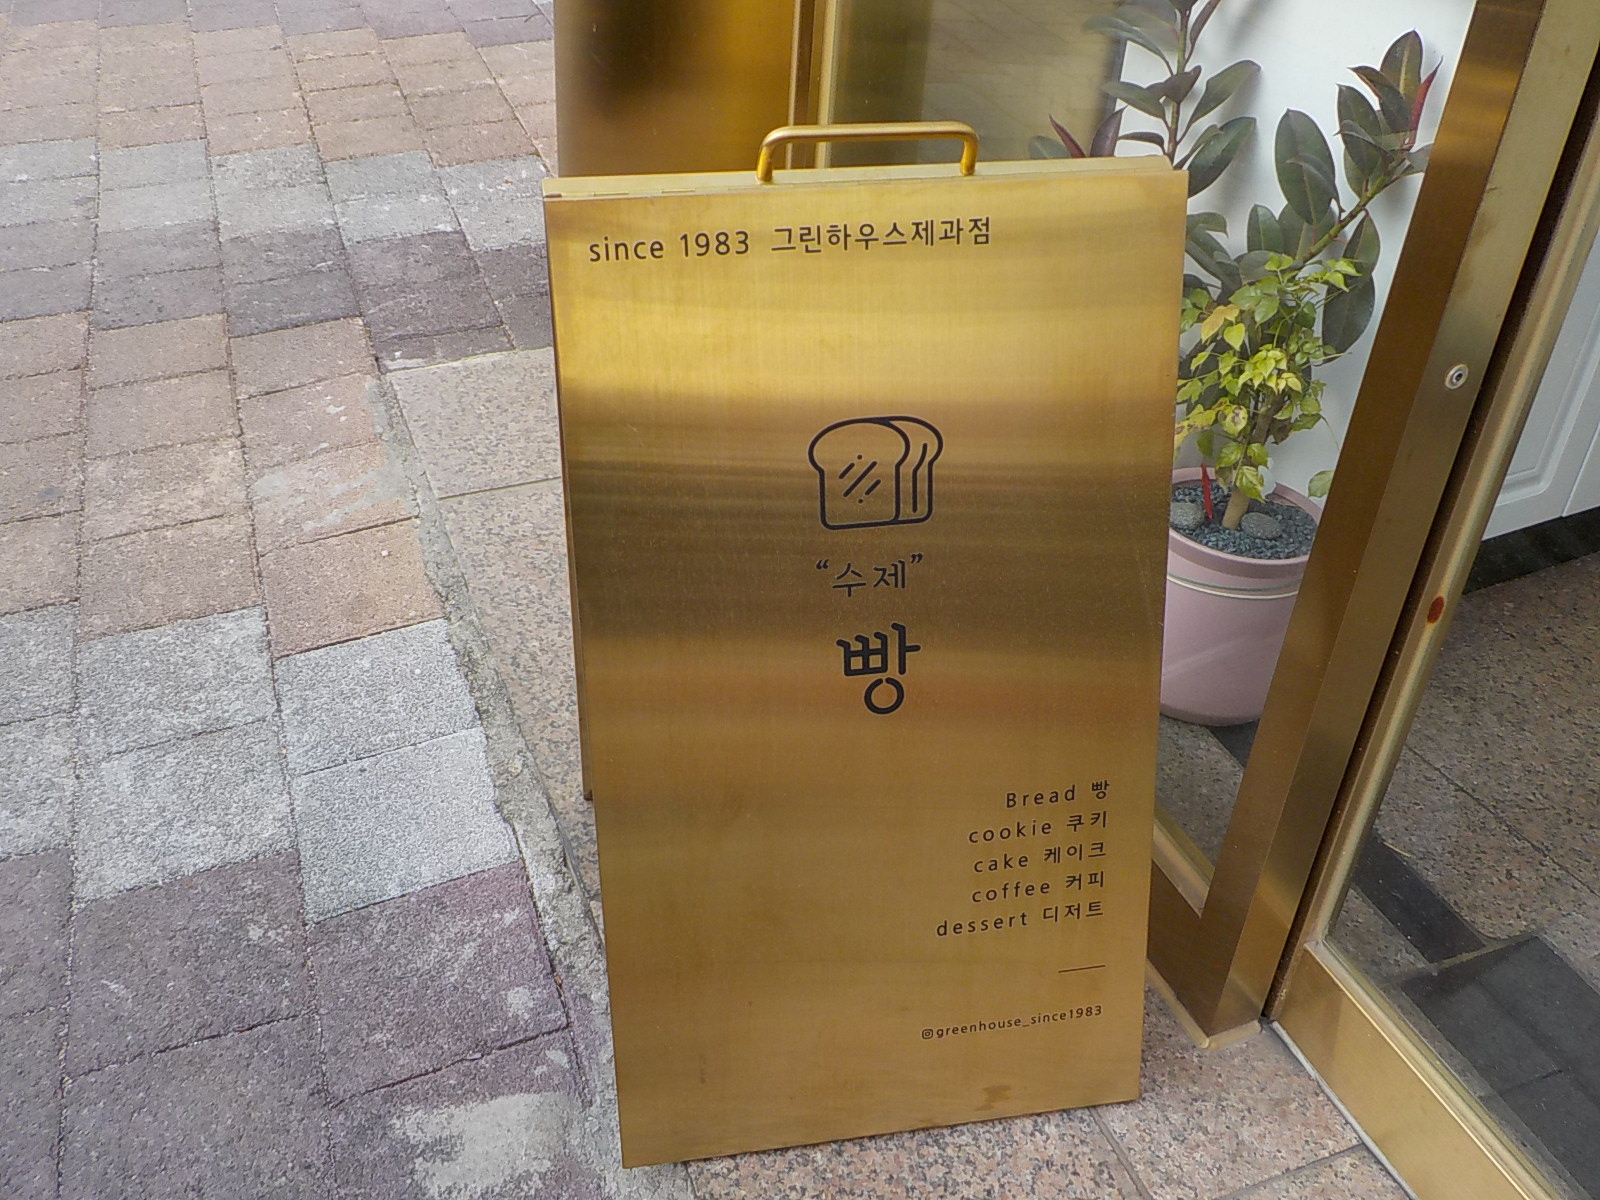 since 1983 그린하우스제과점
“수제”
빵
Bread 빵
cookie 쿠키
cake 케이크
coffee 커피
dessert 디저트
greenhouse_since1983